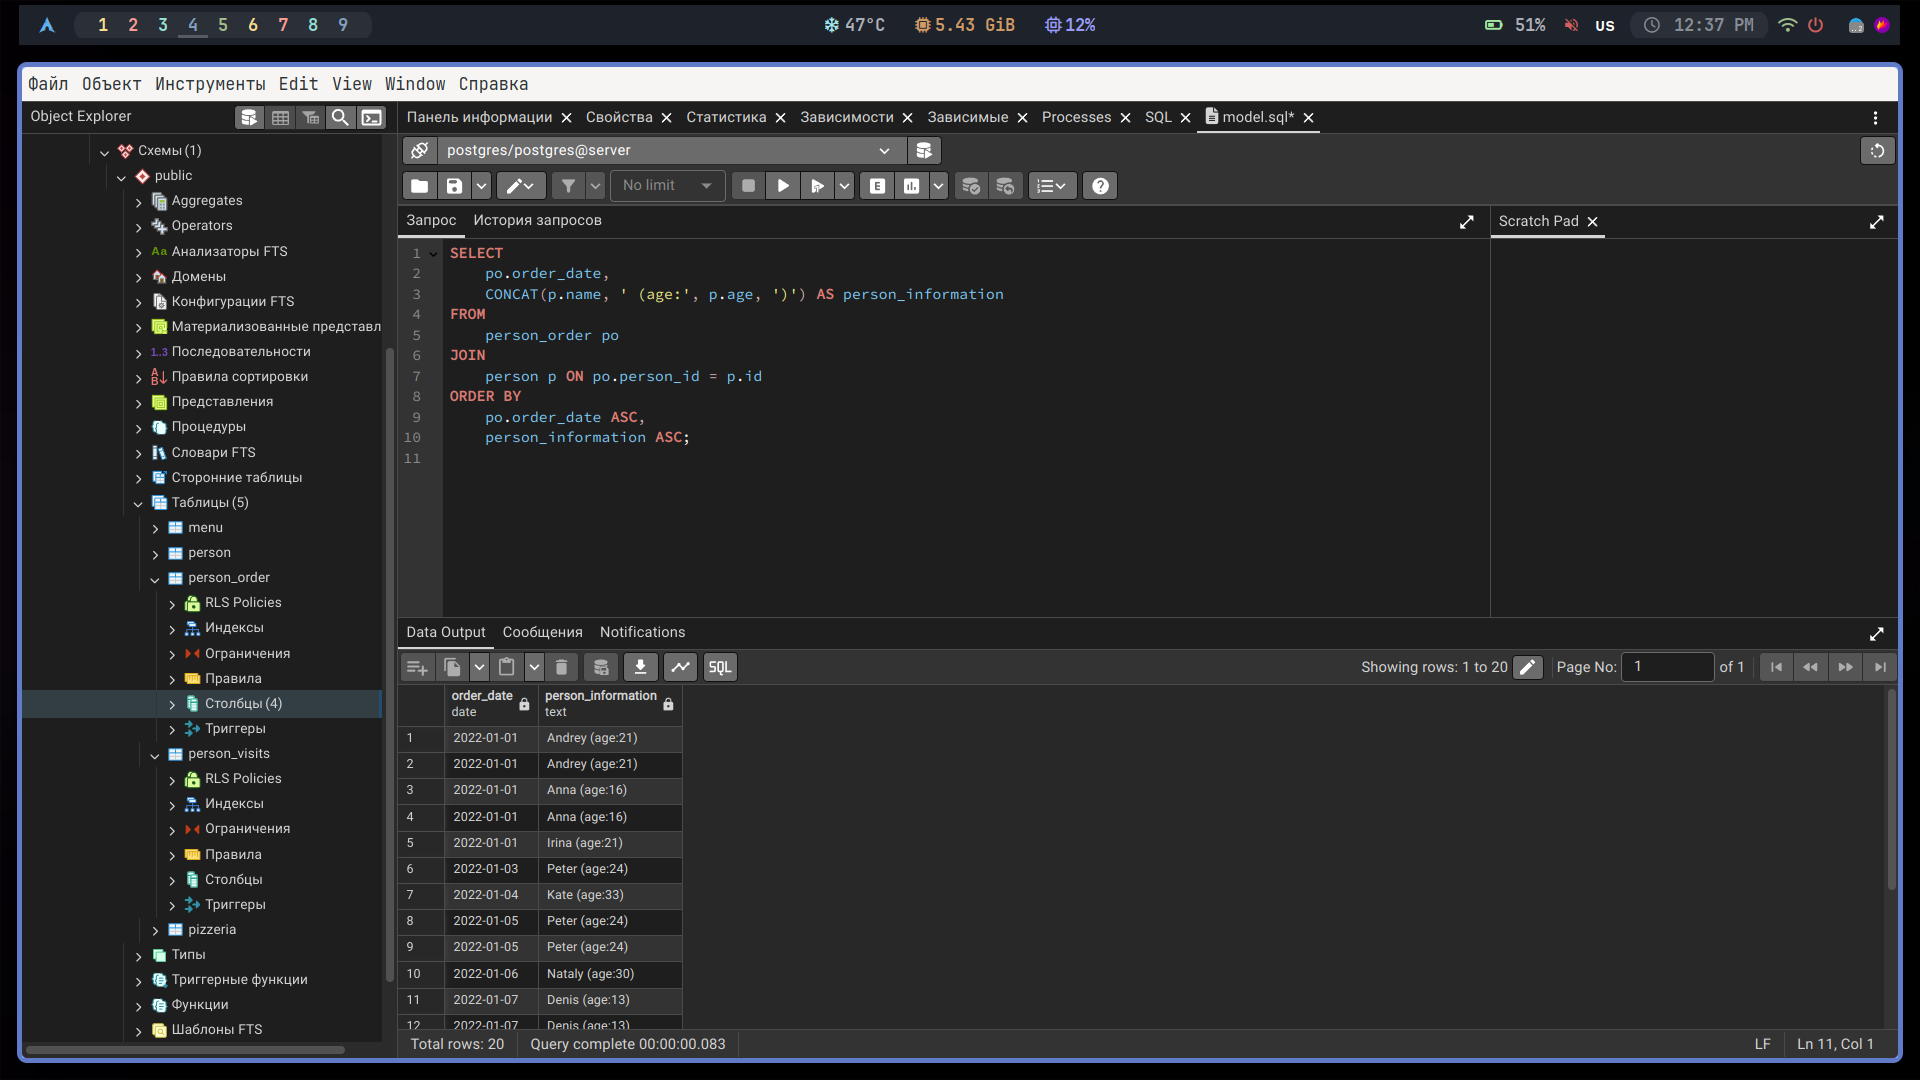 1 2 3 4 5 6 7 8 9
47°C 5.43 GiB 12%
51% US 12:37 PM
Файл Объект Инструменты Edit View Window Справка
Object Explorer
Схемы (1)
public
Aggregates
Operators
Aa Анализаторы FTS
Домены
Конфигурации FTS
Материализованные представл
1..3 Последовательности
Правила сортировки
Представления
Процедуры
Словари FTS
Сторонние таблицы
Таблицы (5)
menu
person
person_order
RLS Policies
Индексы
Ограничения
Правила
Столбцы (4)
Триггеры
person_visits
RLS Policies
Индексы
Ограничения
Правила
Столбцы
Триггеры
pizzeria
Типы
Триггерные функции
Функции
Шаблоны FTS
Панель информации Свойства Статистика Зависимости Зависимые Processes SQL model.sql*
postgres/postgres@server
No limit E
Запрос История запросов
1 SELECT
2 po.order_date,
3 CONCAT(p.name, ' (age:', p.age, ')') AS person_information
4 FROM
5 person_order po
6 JOIN
7 person p ON po.person_id = p.id
8 ORDER BY
9 po.order_date ASC,
10 person_information ASC;
11
Scratch Pad
Data Output Сообщения Notifications
SQL Showing rows: 1 to 20 Page No: 1 of 1
order_date person_information
date text
1 2022-01-01 Andrey (age:21)
2 2022-01-01 Andrey (age:21)
3 2022-01-01 Anna (age:16)
4 2022-01-01 Anna (age:16)
5 2022-01-01 Irina (age:21)
6 2022-01-03 Peter (age:24)
7 2022-01-04 Kate (age:33)
8 2022-01-05 Peter (age:24)
9 2022-01-05 Peter (age:24)
10 2022-01-06 Nataly (age:30)
11 2022-01-07 Denis (age:13)
12 2022-01-07 Denis (age:13)
Total rows: 20 Query complete 00:00:00.083 LF Ln 11, Col 1